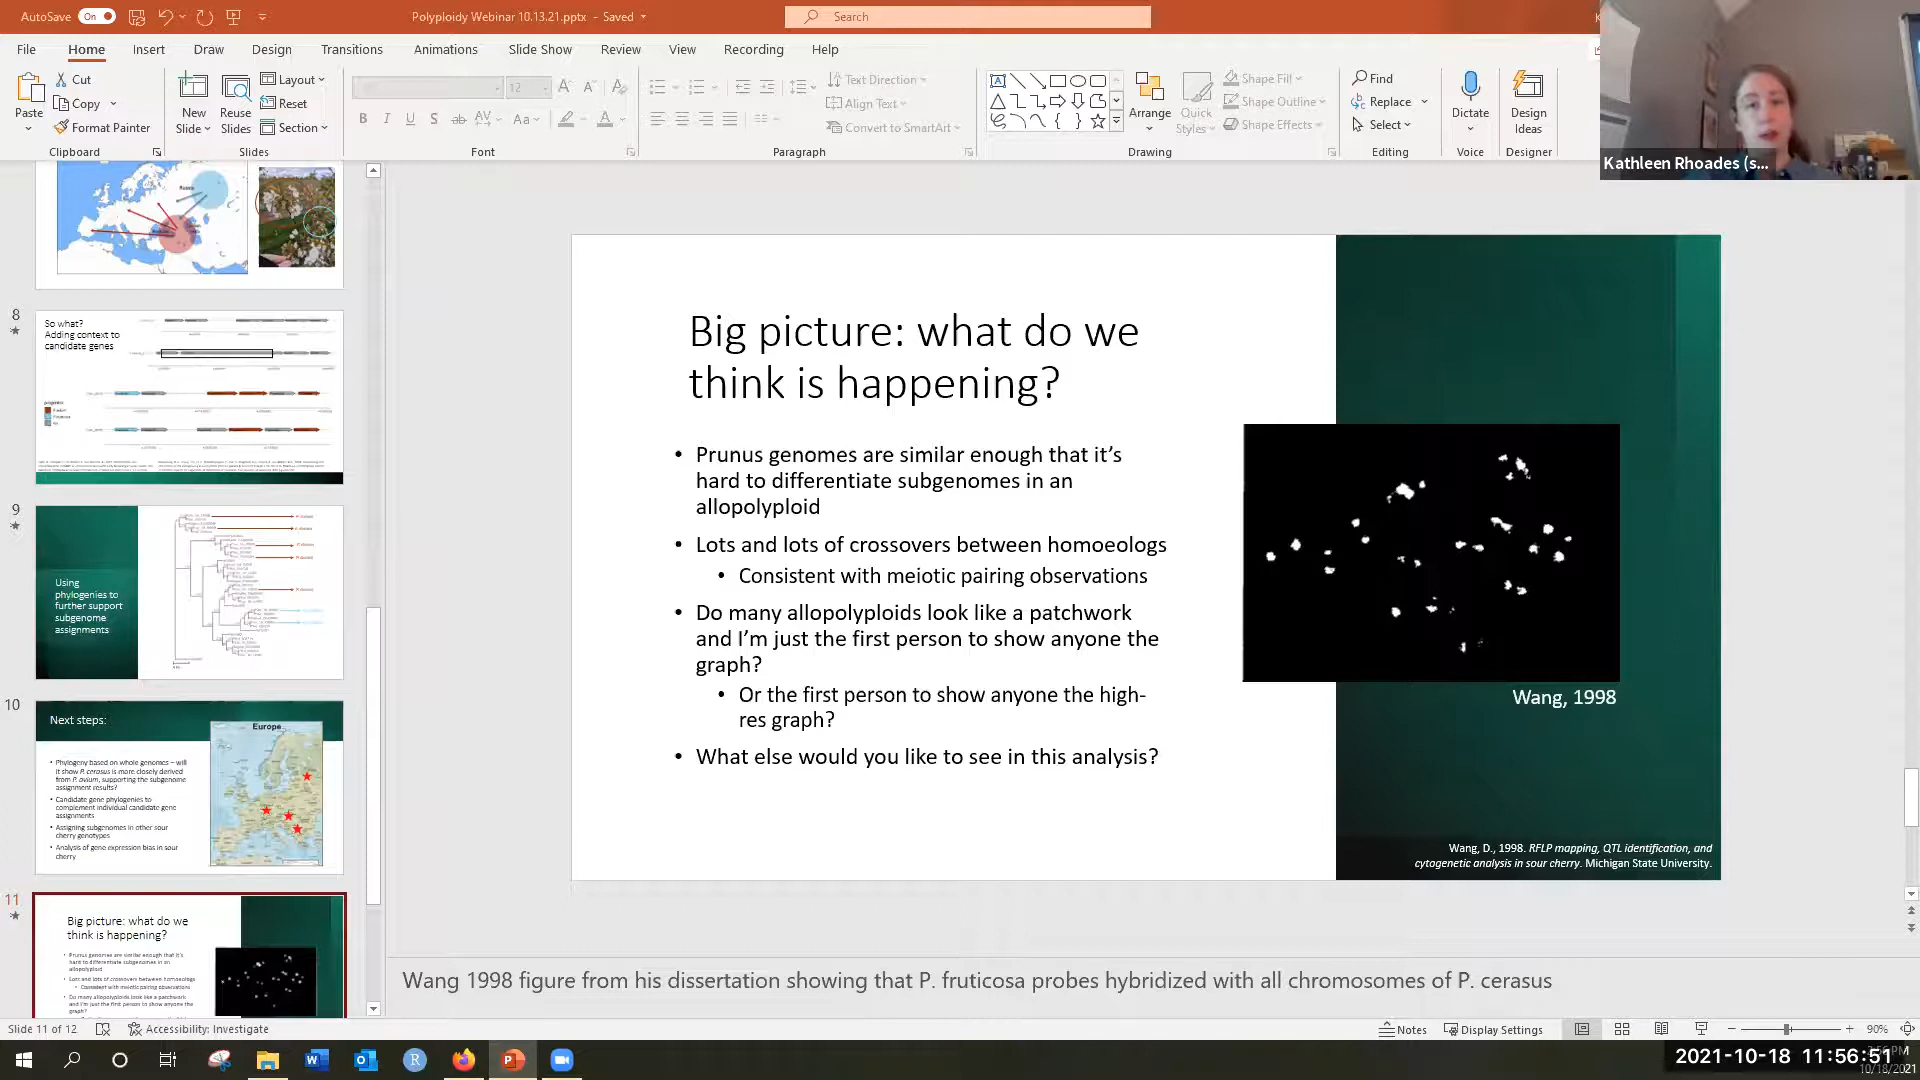 AutoSave
On
Polyploidy Webinar 10.13.21.pptx - Saved
Search
File
Home
Insert
Draw
Design
Transitions
Animations
Slide Show
Review
View
Recording
Help
Paste
Cut
Copy
Format Painter
Clipboard
New
Slide
Reuse
Slides
Layout
Reset
Section
Slides
12
Font
Text Direction
Align Text
Convert to SmartArt
Paragraph
Arrange
Quick
Styles
Shape Fill
Shape Outline
Shape Effects
Drawing
Find
Replace
Select
Editing
Dictate
Voice
Design
Ideas
Designer
Kathleen Rhoades (s...
8
So what?
Adding context to
candidate genes
9
Using
phylogenies to
further support
subgenome
assignments
10
Next steps:
Europe
• Phylogeny based on whole genomes – will
it show P. cerasus is more closely derived
from P. avium, supporting the subgenome
assignment results?
• Candidate gene phylogenies to
complement individual candidate gene
assignments
• Assigning subgenomes in other sour
cherry genotypes
• Analysis of gene expression bias in sour
cherry
11
Big picture: what do we
think is happening?
• Prunus genomes are similar enough that it's
hard to differentiate subgenomes in an
allopolyploid
• Lots and lots of crossovers between homoeologs
• Consistent with meiotic pairing observations
• Do many allopolyploids look like a patchwork
and I'm just the first person to show anyone the
graph?
Big picture: what do we
think is happening?
• Prunus genomes are similar enough that it's
hard to differentiate subgenomes in an
allopolyploid
• Lots and lots of crossovers between homoeologs
• Consistent with meiotic pairing observations
• Do many allopolyploids look like a patchwork
and I'm just the first person to show anyone the
graph?
• Or the first person to show anyone the high-
res graph?
• What else would you like to see in this analysis?
Wang, 1998
Wang, D., 1998. RFLP mapping, QTL identification, and
cytogenetic analysis in sour cherry. Michigan State University.
Wang 1998 figure from his dissertation showing that P. fruticosa probes hybridized with all chromosomes of P. cerasus
Slide 11 of 12
Accessibility: Investigate
Notes
Display Settings
90%
2021-10-18 11:56:51
10/18/2021